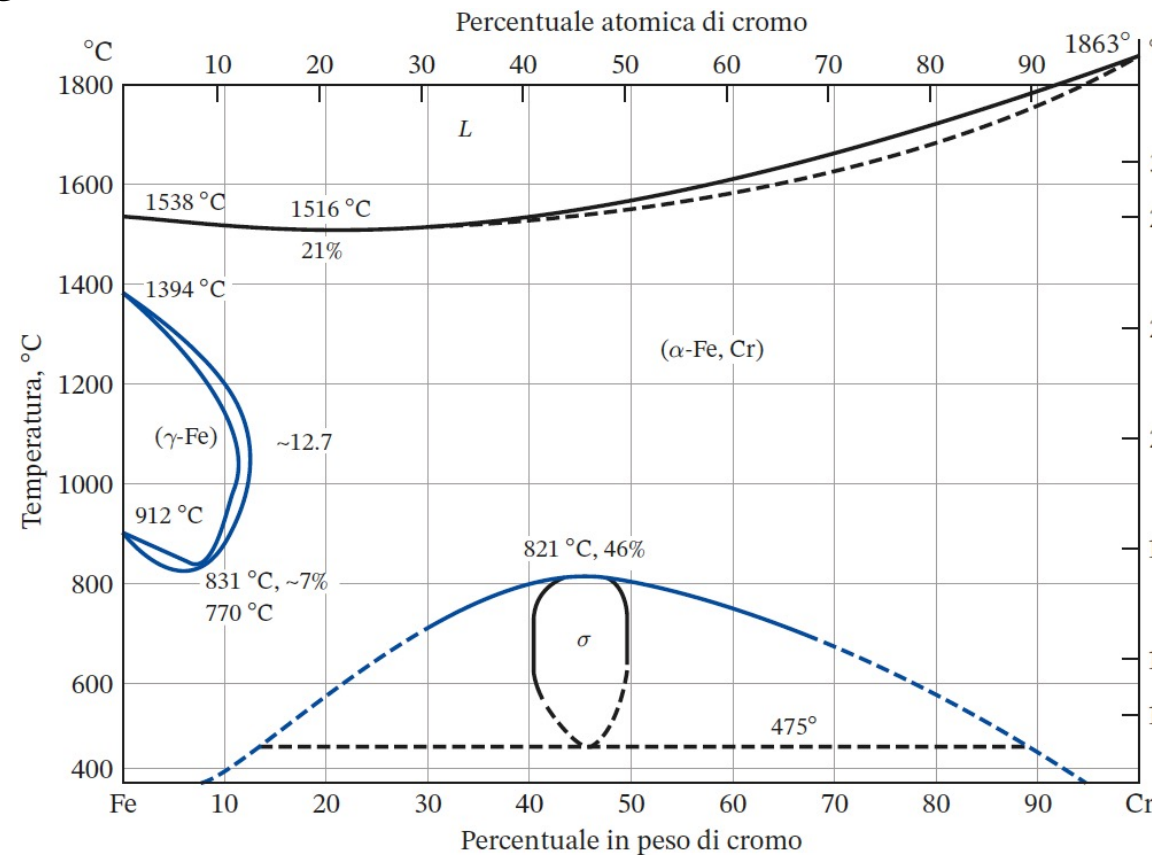 Percentuale atomica di cromo
°C
10 20 30 40 50 60 70 80 90
1863°
1800
L
1600
1538 °C
1516 °C
21%
1400
1394 °C
(α-Fe, Cr)
Temperatura, °C
1200
(γ-Fe)
~12.7
1000
912 °C
821 °C, 46%
800
831 °C, ~7%
770 °C
σ
600
475°
400
Fe 10 20 30 40 50 60 70 80 90 Cr
Percentuale in peso di cromo